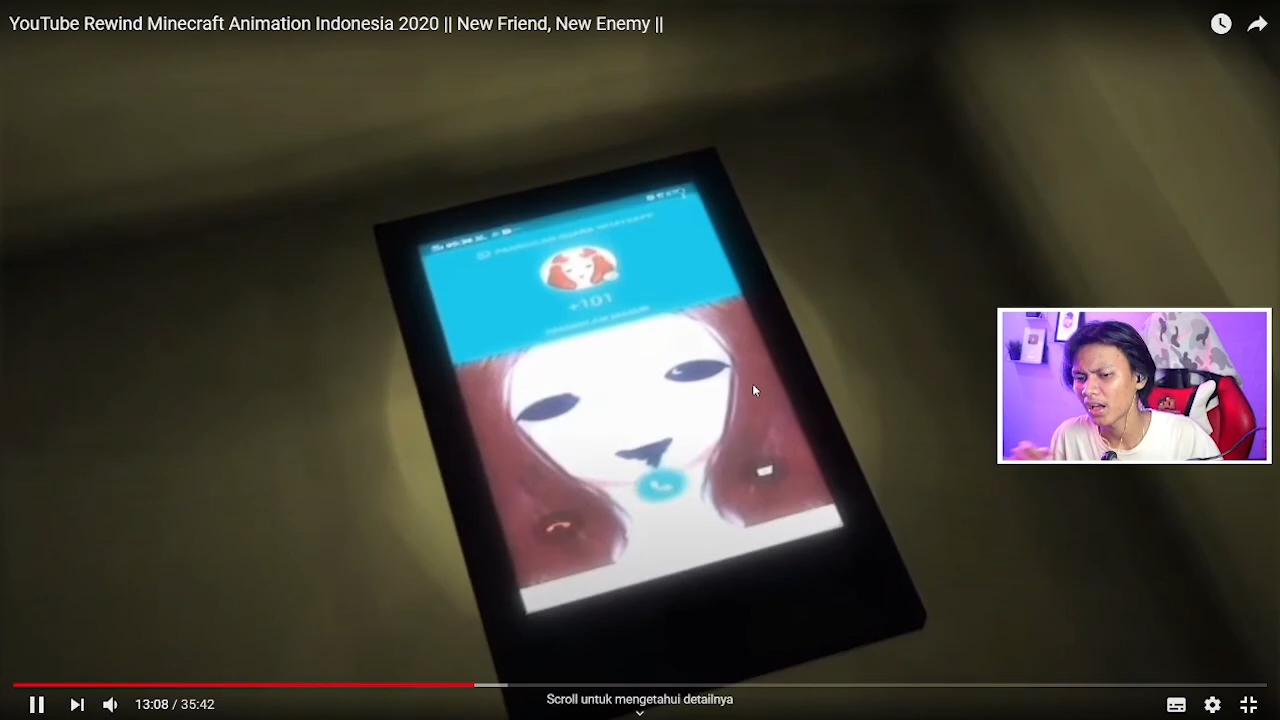 YouTube Rewind Minecraft Animation Indonesia 2020 || New Friend, New Enemy ||
+101
13:08 / 35:42
Scroll untuk mengetahui detailnya